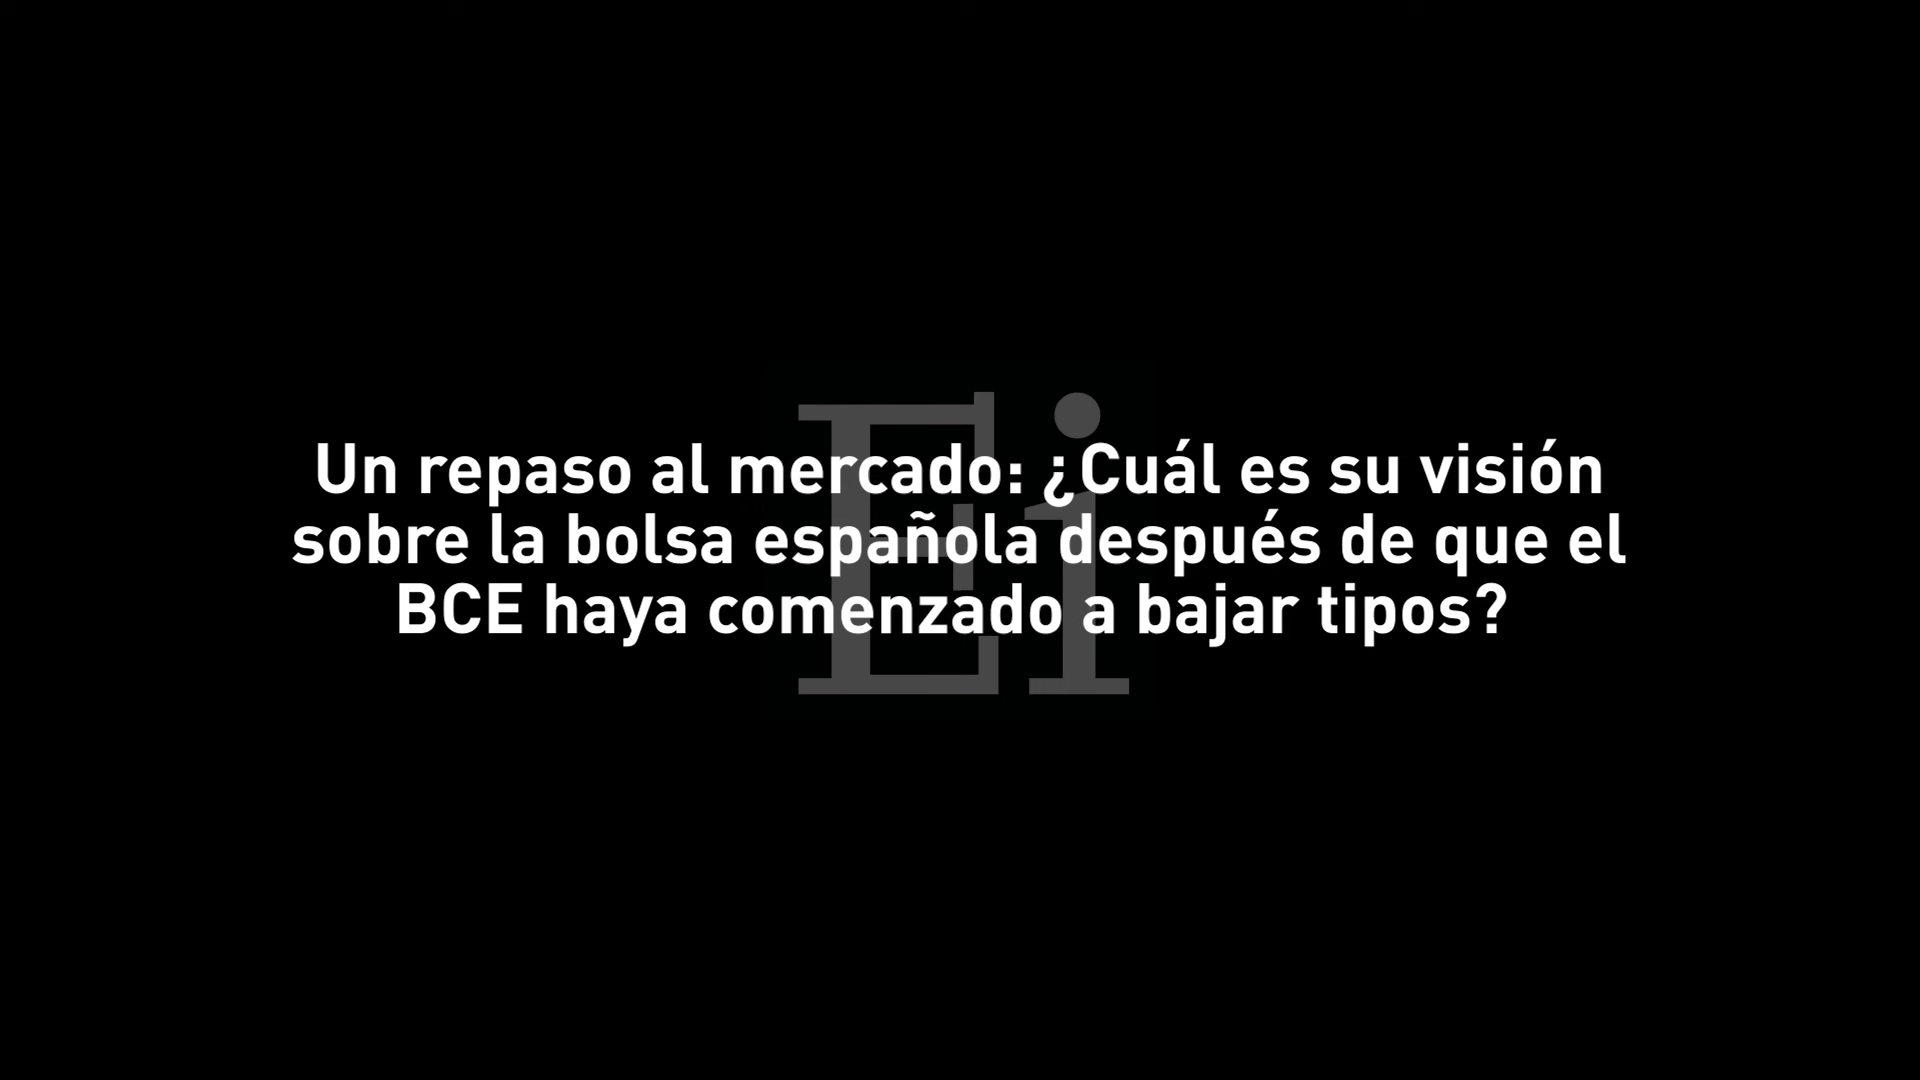 Ei
Un repaso al mercado: ¿Cuál es su visión
sobre la bolsa española después de que el
BCE haya comenzado a bajar tipos?